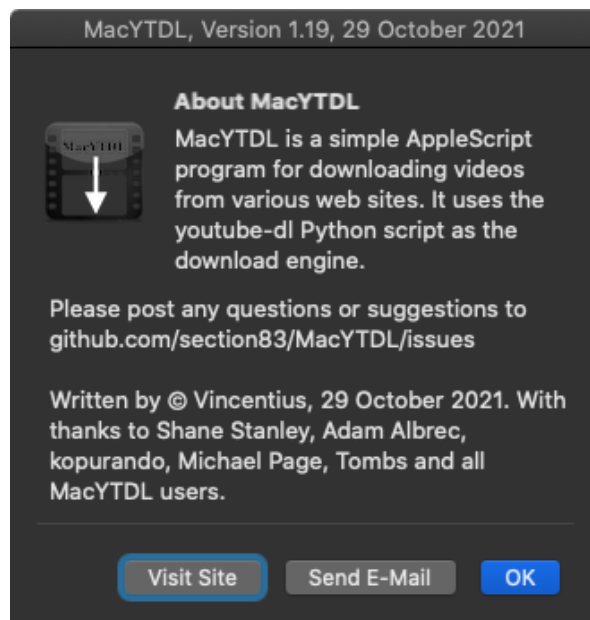 MacYTDL, Version 1.19, 29 October 2021
About MacYTDL
MacYTDL
MacYTDL is a simple AppleScript
program for downloading videos
from various web sites. It uses the
youtube-dl Python script as the
download engine.
Please post any questions or suggestions to
github.com/section83/MacYTDL/issues
Written by © Vincentius, 29 October 2021. With
thanks to Shane Stanley, Adam Albrec,
kopurando, Michael Page, Tombs and all
MacYTDL users.
Visit Site
Send E-Mail
OK